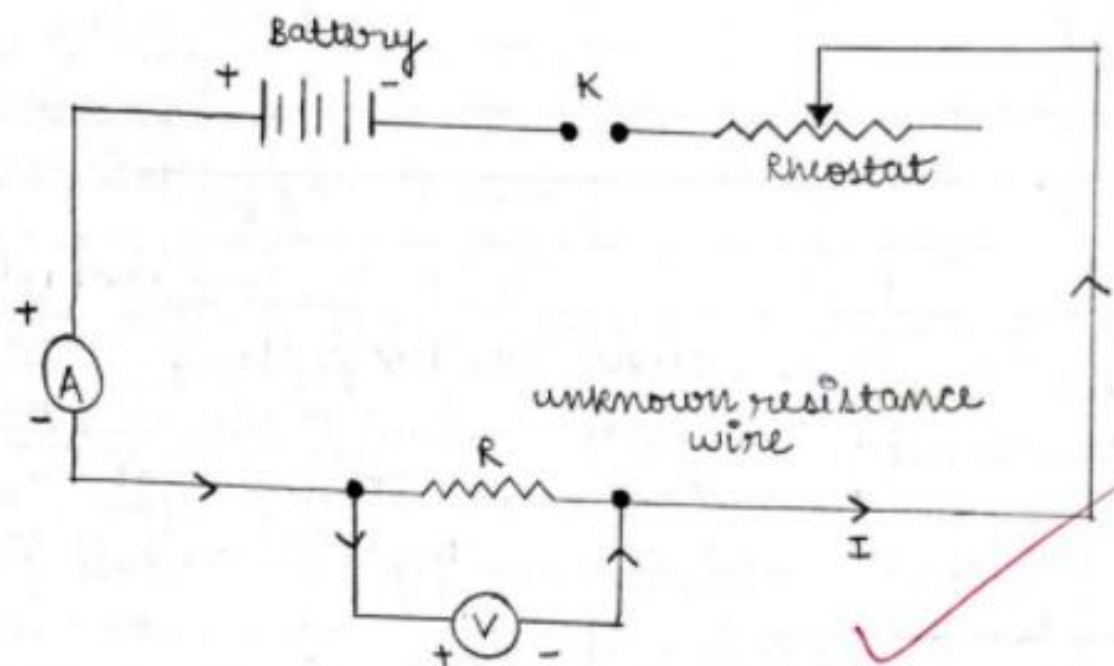 Battery
+ -
K
Rheostat
+
A
-
unknown resistance
wire
R
I
V
+ -